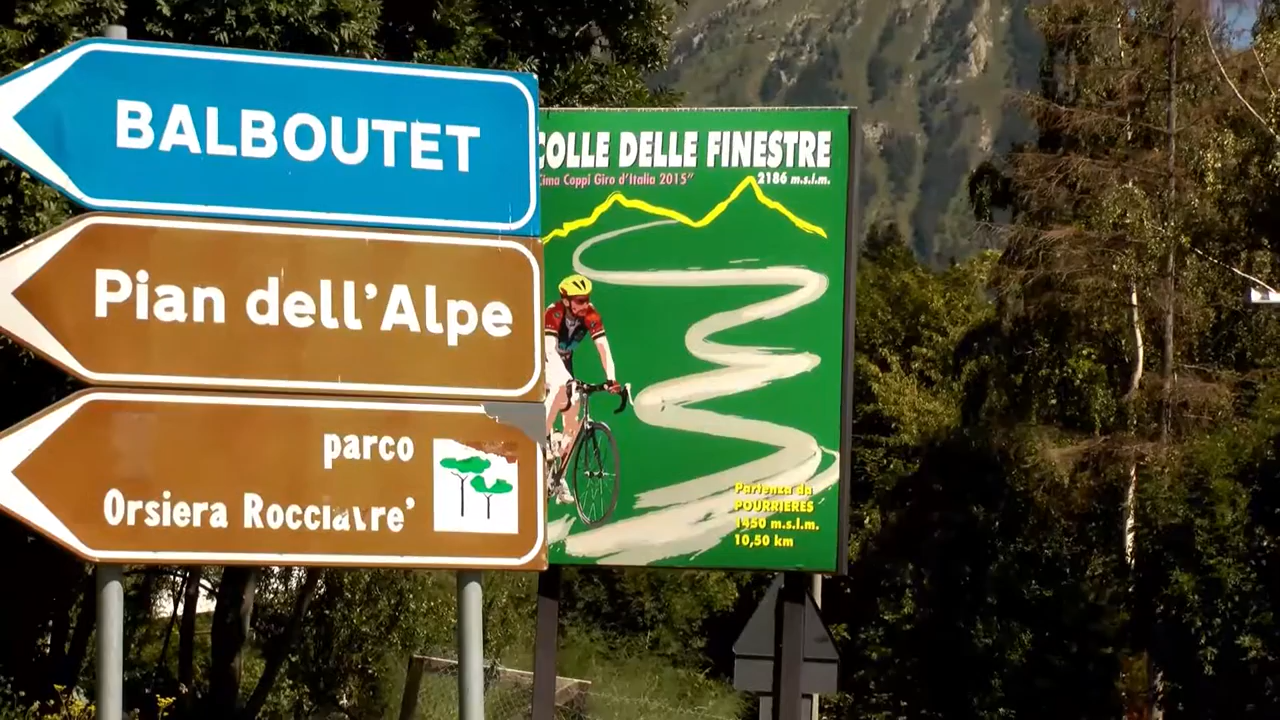 BALBOUTET
Pian dell'Alpe
parco
Orsiera Rocciavre'
COLLE DELLE FINESTRE
Cima Coppi Giro d'Italia 2015"
2186 m.s.l.m.
Partenza da
POURRIERES
1450 m.s.l.m.
10,50 km